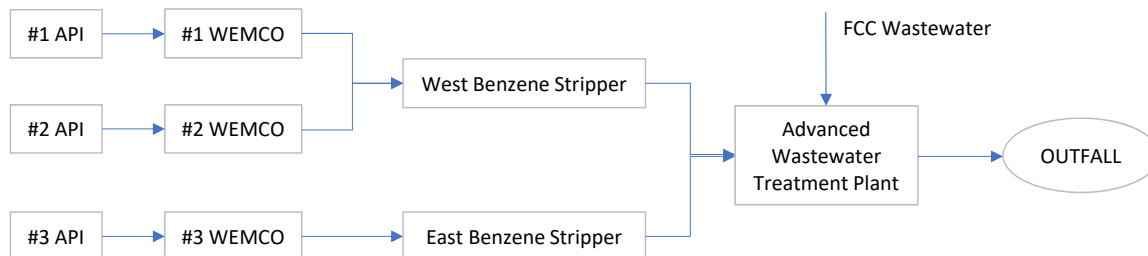 #1 API
#1 WEMCO
FCC Wastewater
West Benzene Stripper
#2 API
#2 WEMCO
Advanced
Wastewater
Treatment Plant
OUTFALL
#3 API
#3 WEMCO
East Benzene Stripper